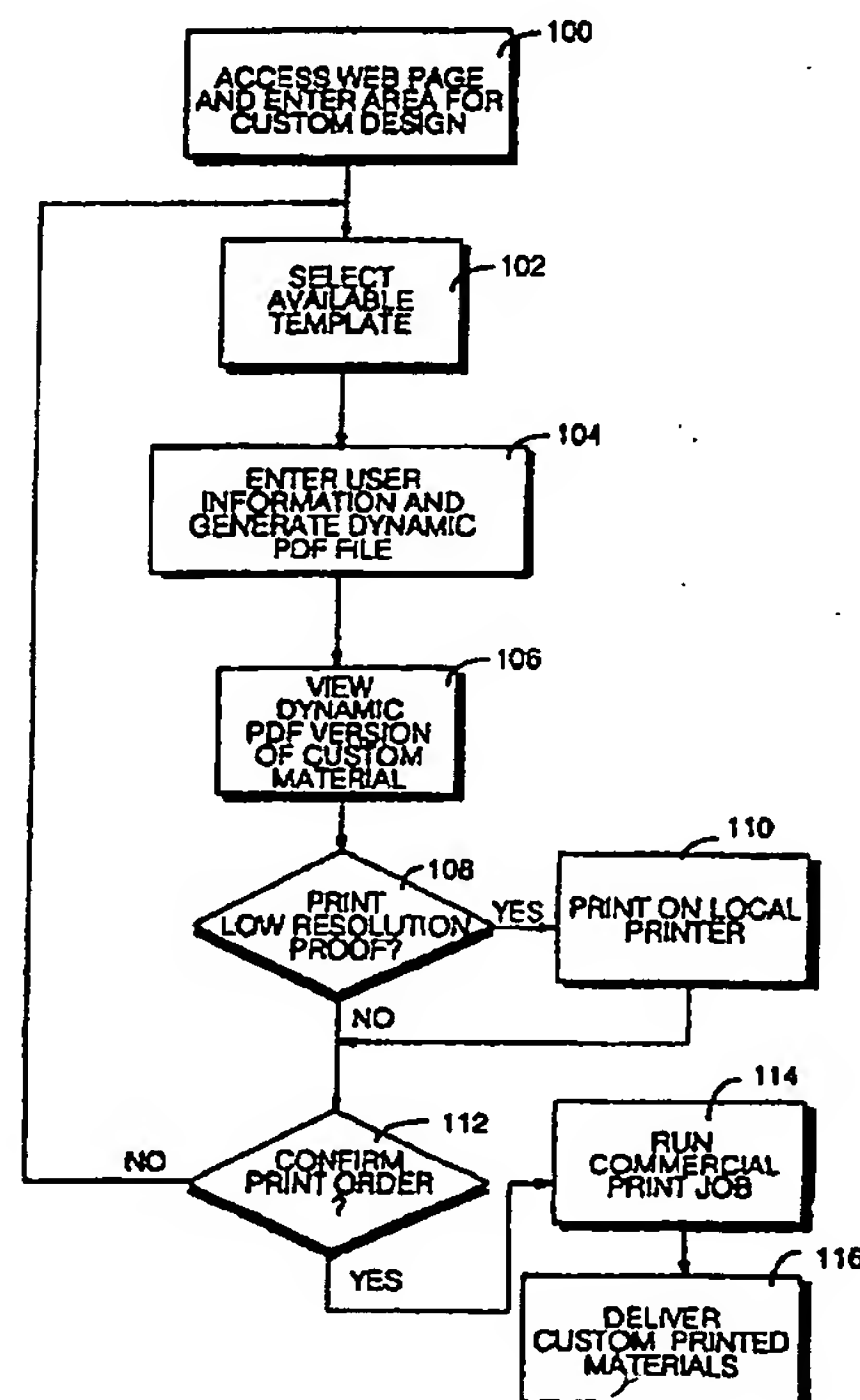 100
ACCESS WEB PAGE
AND ENTER AREA FOR
CUSTOM DESIGN
102
SELECT
AVAILABLE
TEMPLATE
104
ENTER USER
INFORMATION AND
GENERATE DYNAMIC
PDF FILE
106
VIEW
DYNAMIC
PDF VERSION
OF CUSTOM
MATERIAL
108
PRINT
LOW RESOLUTION
PROOF?
YES
110
PRINT ON LOCAL
PRINTER
NO
112
CONFIRM
PRINT ORDER
?
NO
YES
114
RUN
COMMERCIAL
PRINT JOB
116
DELIVER
CUSTOM PRINTED
MATERIALS